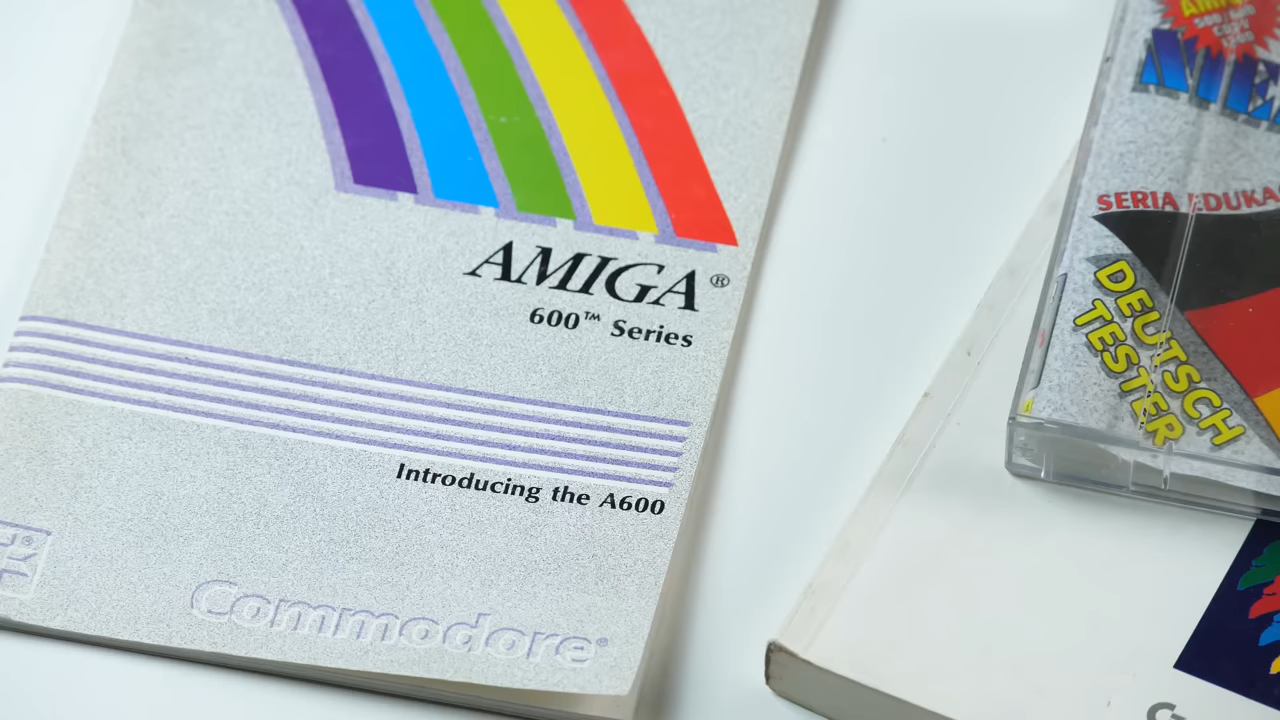 AMIGA®
600™ Series
Introducing the A600
Commodore®
SERIA EDUKA
DEUTSCH
TESTER